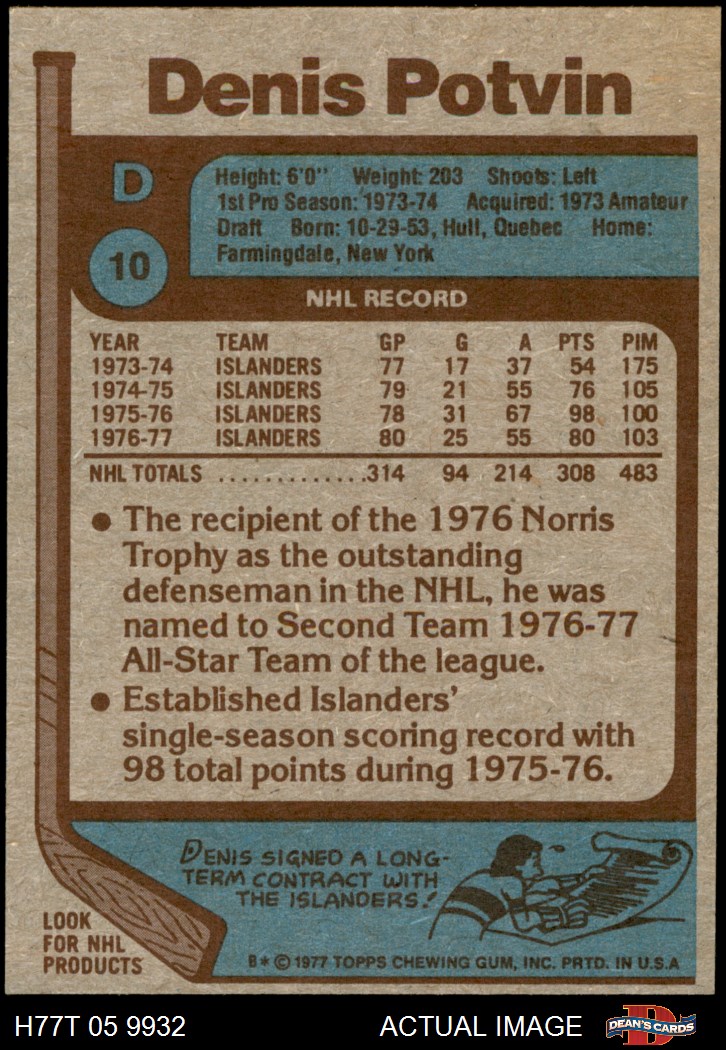 Denis Potvin
D
10
Height: 6'0" Weight: 203 Shoots: Left
1st Pro Season: 1973-74 Acquired: 1973 Amateur
Draft Born: 10-29-53, Hull, Quebec Home:
Farmingdale, New York
NHL RECORD
YEAR TEAM GP G A PTS PIM
1973-74 ISLANDERS 77 17 37 54 175
1974-75 ISLANDERS 79 21 55 76 105
1975-76 ISLANDERS 78 31 67 98 100
1976-77 ISLANDERS 80 25 55 80 103
NHL TOTALS .............314 94 214 308 483
● The recipient of the 1976 Norris
Trophy as the outstanding
defenseman in the NHL, he was
named to Second Team 1976-77
All-Star Team of the league.
● Established Islanders'
single-season scoring record with
98 total points during 1975-76.
DENIS SIGNED A LONG-
TERM CONTRACT WITH
THE ISLANDERS!
LOOK
FOR NHL
PRODUCTS
B* © 1977 TOPPS CHEWING GUM, INC. PRTD. IN U.S.A
H77T 05 9932 ACTUAL IMAGE
D
DEAN'S CARDS